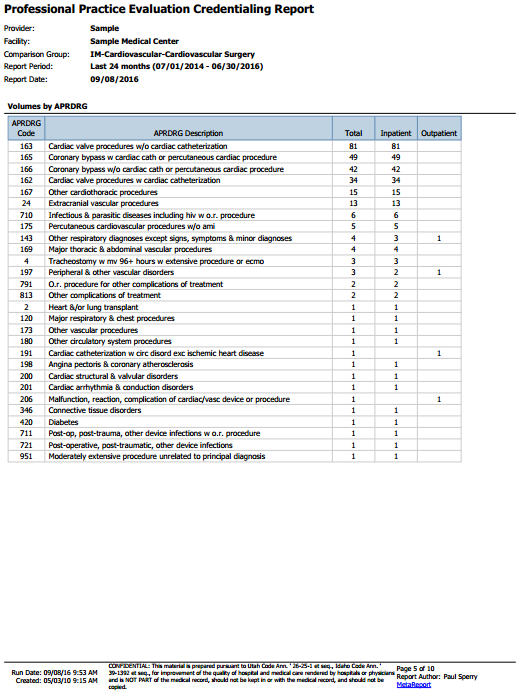 Professional Practice Evaluation Credentialing Report
Provider: Sample
Facility: Sample Medical Center
Comparison Group: IM-Cardiovascular-Cardiovascular Surgery
Report Period: Last 24 months (07/01/2014 - 06/30/2016)
Report Date: 09/08/2016
Volumes by APRDRG
APRDRG Code APRDRG Description Total Inpatient Outpatient
163 Cardiac valve procedures w/o cardiac catheterization 81 81
165 Coronary bypass w cardiac cath or percutaneous cardiac procedure 49 49
166 Coronary bypass w/o cardiac cath or percutaneous cardiac procedure 42 42
162 Cardiac valve procedures w cardiac catheterization 34 34
167 Other cardiothoracic procedures 15 15
24 Extracranial vascular procedures 13 13
710 Infectious & parasitic diseases including hiv w o.r. procedure 6 6
175 Percutaneous cardiovascular procedures w/o ami 5 5
143 Other respiratory diagnoses except signs, symptoms & minor diagnoses 4 3 1
169 Major thoracic & abdominal vascular procedures 4 4
4 Tracheostomy w mv 96+ hours w extensive procedure or ecmo 3 3
197 Peripheral & other vascular disorders 3 2 1
791 O.r. procedure for other complications of treatment 2 2
813 Other complications of treatment 2 2
2 Heart &/or lung transplant 1 1
120 Major respiratory & chest procedures 1 1
173 Other vascular procedures 1 1
180 Other circulatory system procedures 1 1
191 Cardiac catheterization w circ disord exc ischemic heart disease 1 1
198 Angina pectoris & coronary atherosclerosis 1 1
200 Cardiac structural & valvular disorders 1 1
201 Cardiac arrhythmia & conduction disorders 1 1
206 Malfunction, reaction, complication of cardiac/vasc device or procedure 1 1
346 Connective tissue disorders 1 1
420 Diabetes 1 1
711 Post-op, post-trauma, other device infections w o.r. procedure 1 1
721 Post-operative, post-traumatic, other device infections 1 1
951 Moderately extensive procedure unrelated to principal diagnosis 1 1
Run Date: 09/08/16 9:53 AM
Created: 05/03/10 9:15 AM
CONFIDENTIAL: This material is prepared pursuant to Utah Code Ann. ' 26-25-1 et seq., Idaho Code Ann. '
39-1392 et seq., for improvement of the quality of hospital and medical care rendered by hospitals or physicians
and is NOT PART of the medical record, should not be kept in or with the medical record, and should not be
copied.
Page 5 of 10
Report Author: Paul Sperry
MetaReport